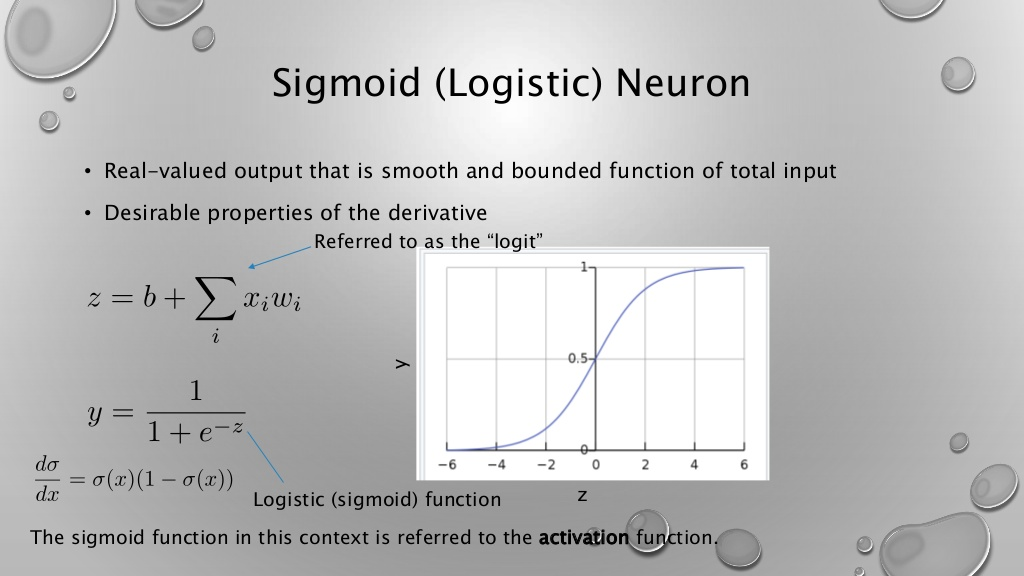 Sigmoid (Logistic) Neuron
• Real-valued output that is smooth and bounded function of total input
• Desirable properties of the derivative
Referred to as the “logit”
z = b + ∑_i x_i w_i
y = 1 / (1 + e^{−z})
dσ/dx = σ(x)(1 − σ(x))
Logistic (sigmoid) function
y
1
0.5
0
−6 −4 −2 0 2 4 6
z
The sigmoid function in this context is referred to the activation function.